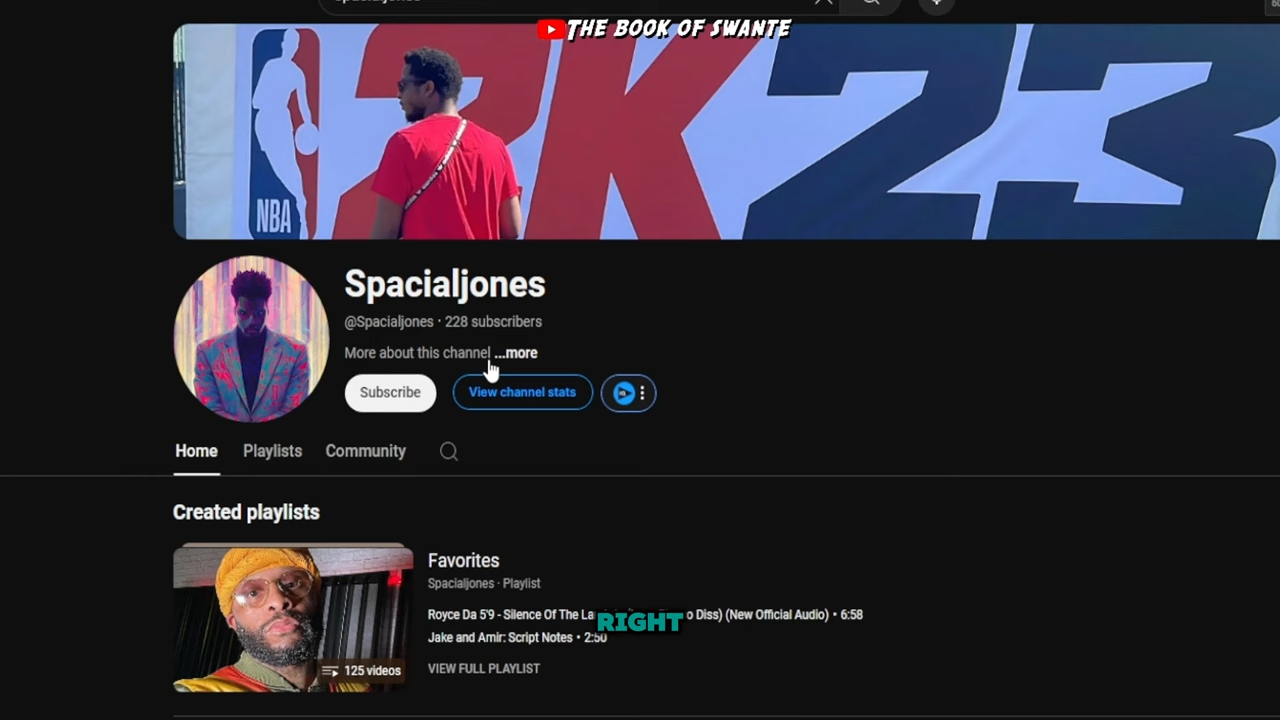 THE BOOK OF SWANTE
NBA 2K23
Spacialjones
@Spacialjones • 228 subscribers
More about this channel ...more
Subscribe
View channel stats
Home
Playlists
Community
Created playlists
Favorites
Spacialjones · Playlist
Royce Da 5'9 - Silence Of The o Diss) (New Official Audio) • 6:58
RIGHT
Jake and Amir: Script Notes • 2:50
125 videos
VIEW FULL PLAYLIST